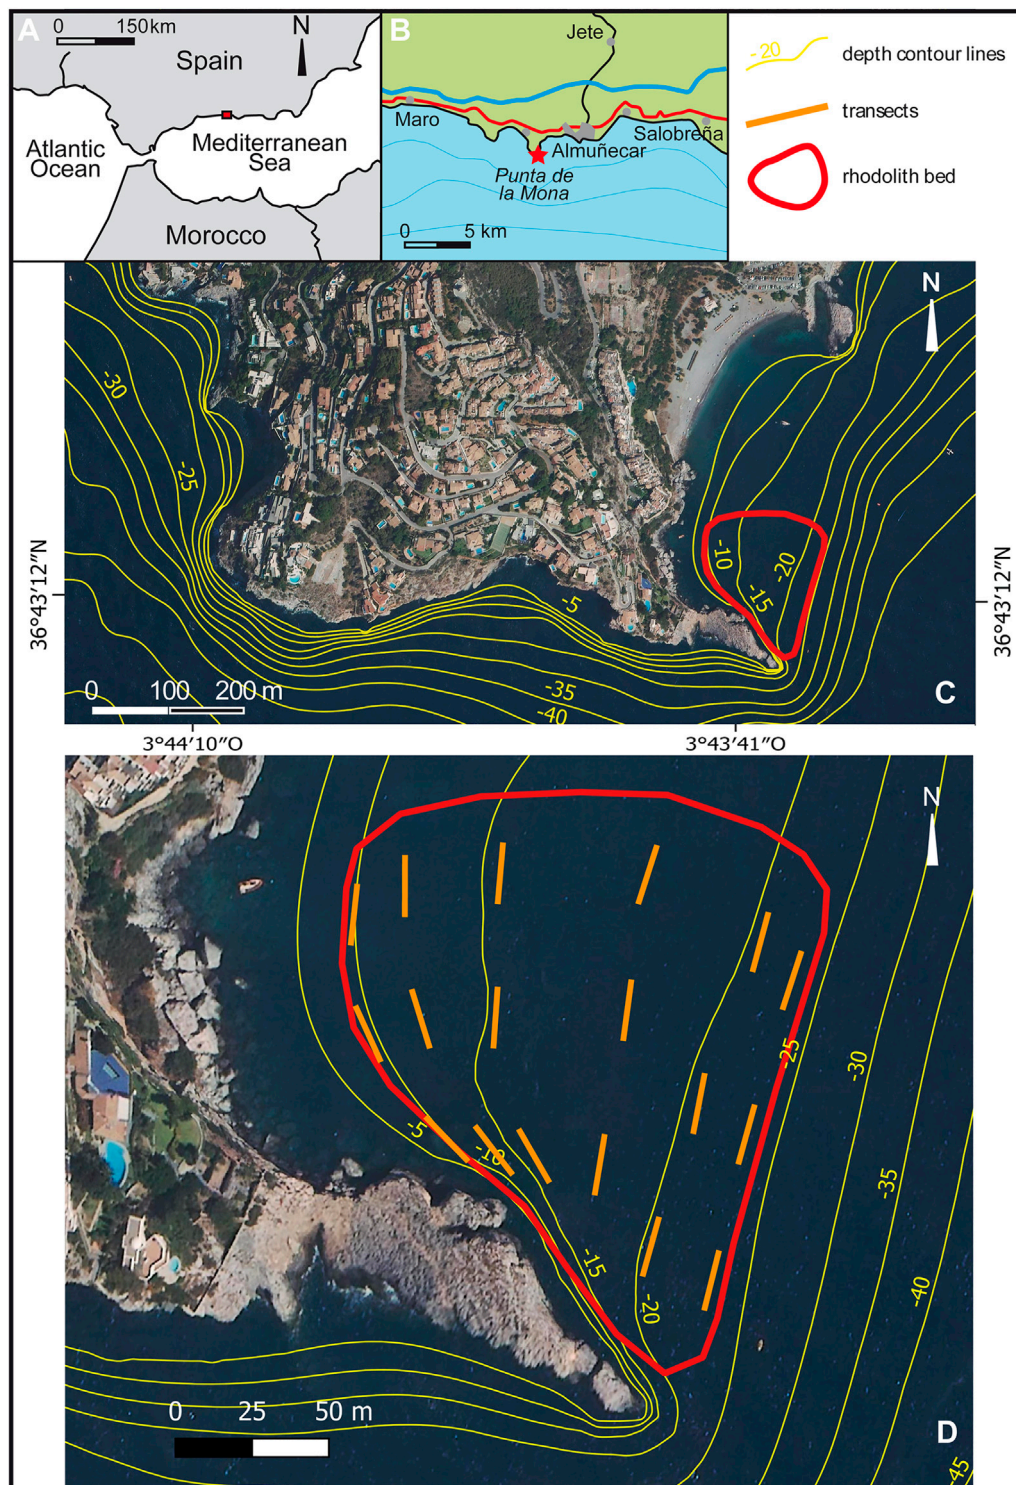 A
0 150km
N
Spain
Atlantic
Ocean
Mediterranean
Sea
Morocco
B
Jete
Maro
Salobreña
Almuñecar
Punta de
la Mona
0 5 km
-20
depth contour lines
transects
rhodolith bed
N
-30
-25
-5
-10
-15
-20
-35
-40
36°43'12"N
36°43'12"N
0 100 200 m
C
3°44'10"O
3°43'41"O
N
-25
-30
-5
-10
-35
-15
-20
-40
0 25 50 m
D
-45